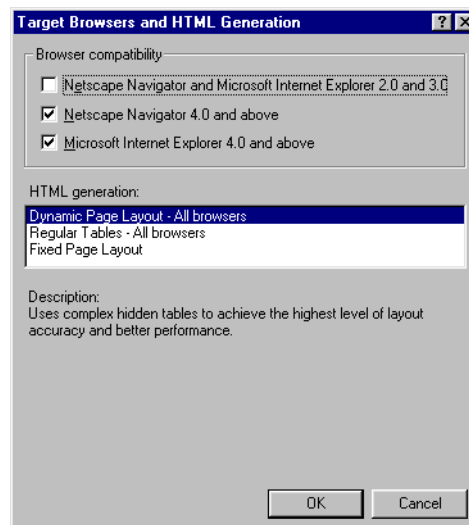 Target Browsers and HTML Generation
Browser compatibility
Netscape Navigator and Microsoft Internet Explorer 2.0 and 3.0
Netscape Navigator 4.0 and above
Microsoft Internet Explorer 4.0 and above
HTML generation:
Dynamic Page Layout - All browsers
Regular Tables - All browsers
Fixed Page Layout
Description:
Uses complex hidden tables to achieve the highest level of layout
accuracy and better performance.
OK
Cancel